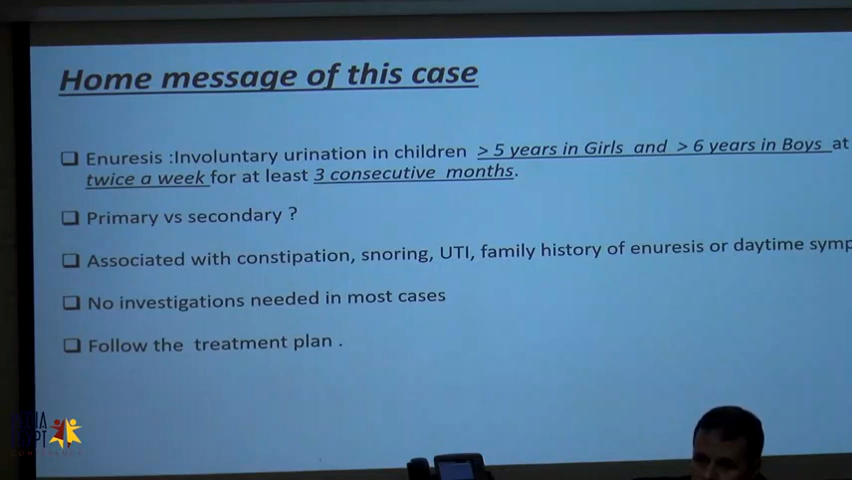 Home message of this case
Enuresis :Involuntary urination in children > 5 years in Girls and > 6 years in Boys at
twice a week for at least 3 consecutive months.
Primary vs secondary ?
Associated with constipation, snoring, UTI, family history of enuresis or daytime symp
No investigations needed in most cases
Follow the treatment plan .